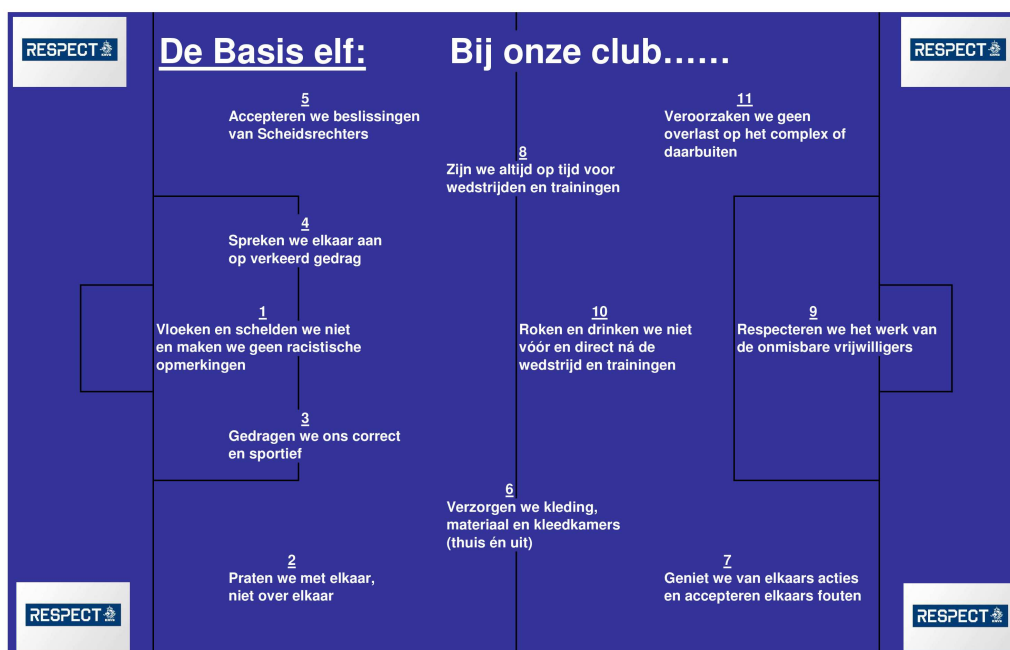 RESPECT
De Basis elf:
Bij onze club……
RESPECT
5
Accepteren we beslissingen
van Scheidsrechters
11
Veroorzaken we geen
overlast op het complex of
daarbuiten
8
Zijn we altijd op tijd voor
wedstrijden en trainingen
4
Spreken we elkaar aan
op verkeerd gedrag
1
Vloeken en schelden we niet
en maken we geen racistische
opmerkingen
10
Roken en drinken we niet
vóór en direct ná de
wedstrijd en trainingen
9
Respecteren we het werk van
de onmisbare vrijwilligers
3
Gedragen we ons correct
en sportief
6
Verzorgen we kleding,
materiaal en kleedkamers
(thuis én uit)
2
Praten we met elkaar,
niet over elkaar
7
Geniet we van elkaars acties
en accepteren elkaars fouten
RESPECT
RESPECT